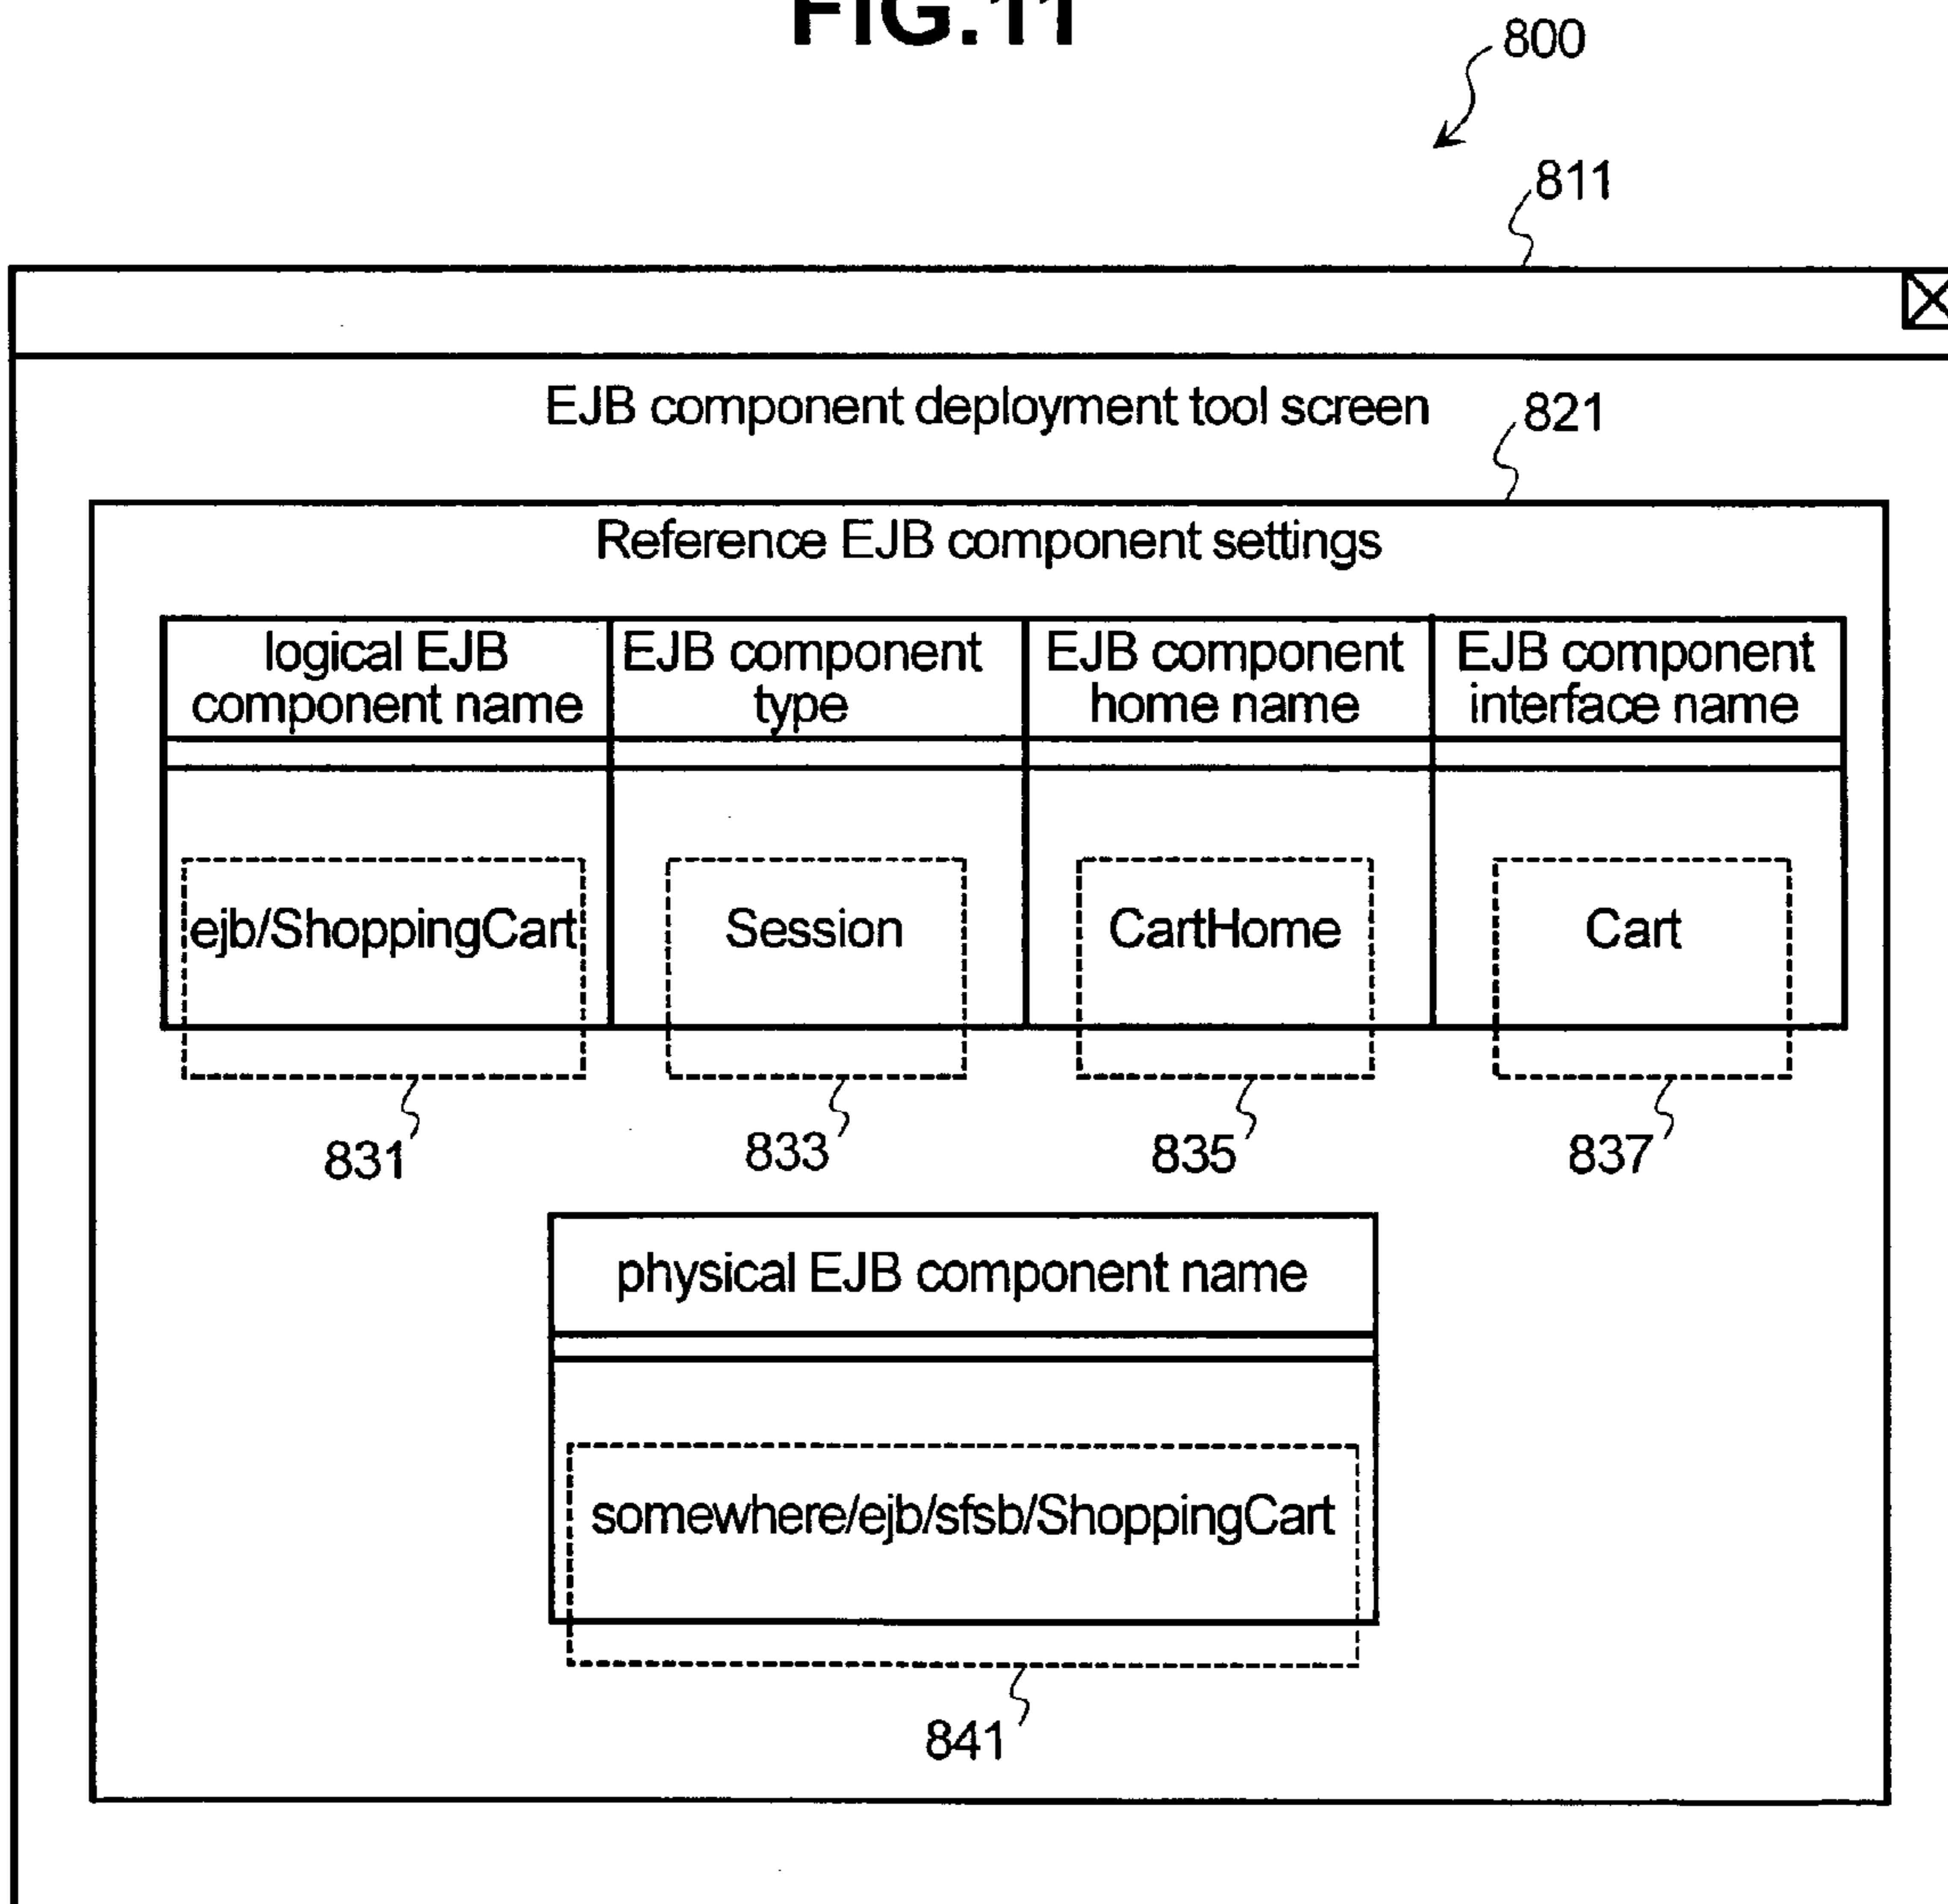 FIG.11
800
811
EJB component deployment tool screen
821
Reference EJB component settings
logical EJB component name
EJB component type
EJB component home name
EJB component interface name
ejb/ShoppingCart
Session
CartHome
Cart
831
833
835
837
physical EJB component name
somewhere/ejb/sfsb/ShoppingCart
841